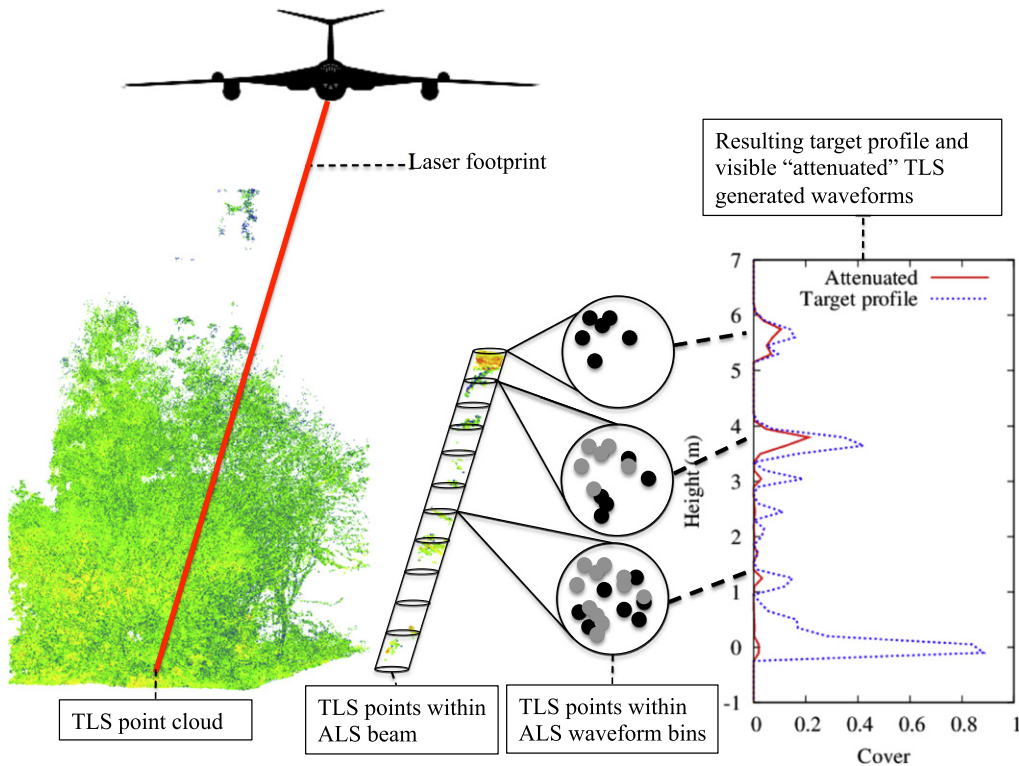 Laser footprint
Resulting target profile and
visible “attenuated” TLS
generated waveforms
7
Attenuated
Target profile
6
5
4
3
2
1
0
-1
Height (m)
0
0.2
0.4
0.6
0.8
1
Cover
TLS point cloud
TLS points within
ALS beam
TLS points within
ALS waveform bins